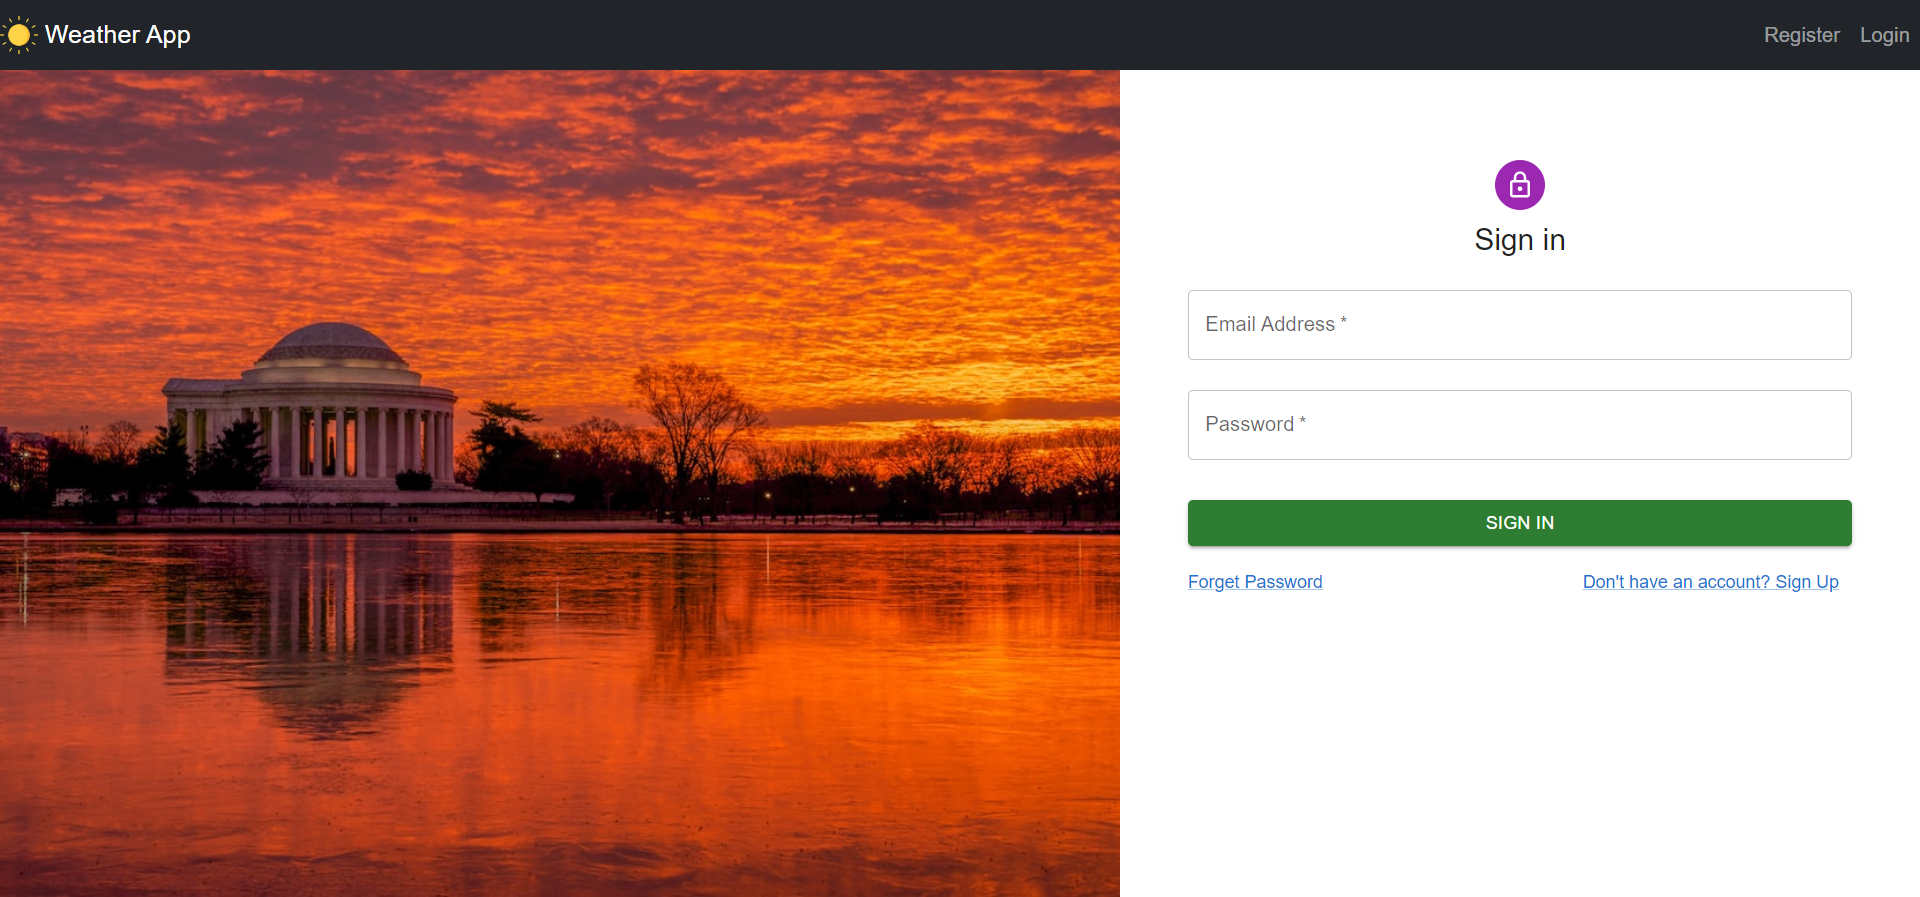 Weather App
Register Login
Sign in
Email Address *
Password *
SIGN IN
Forget Password
Don't have an account? Sign Up